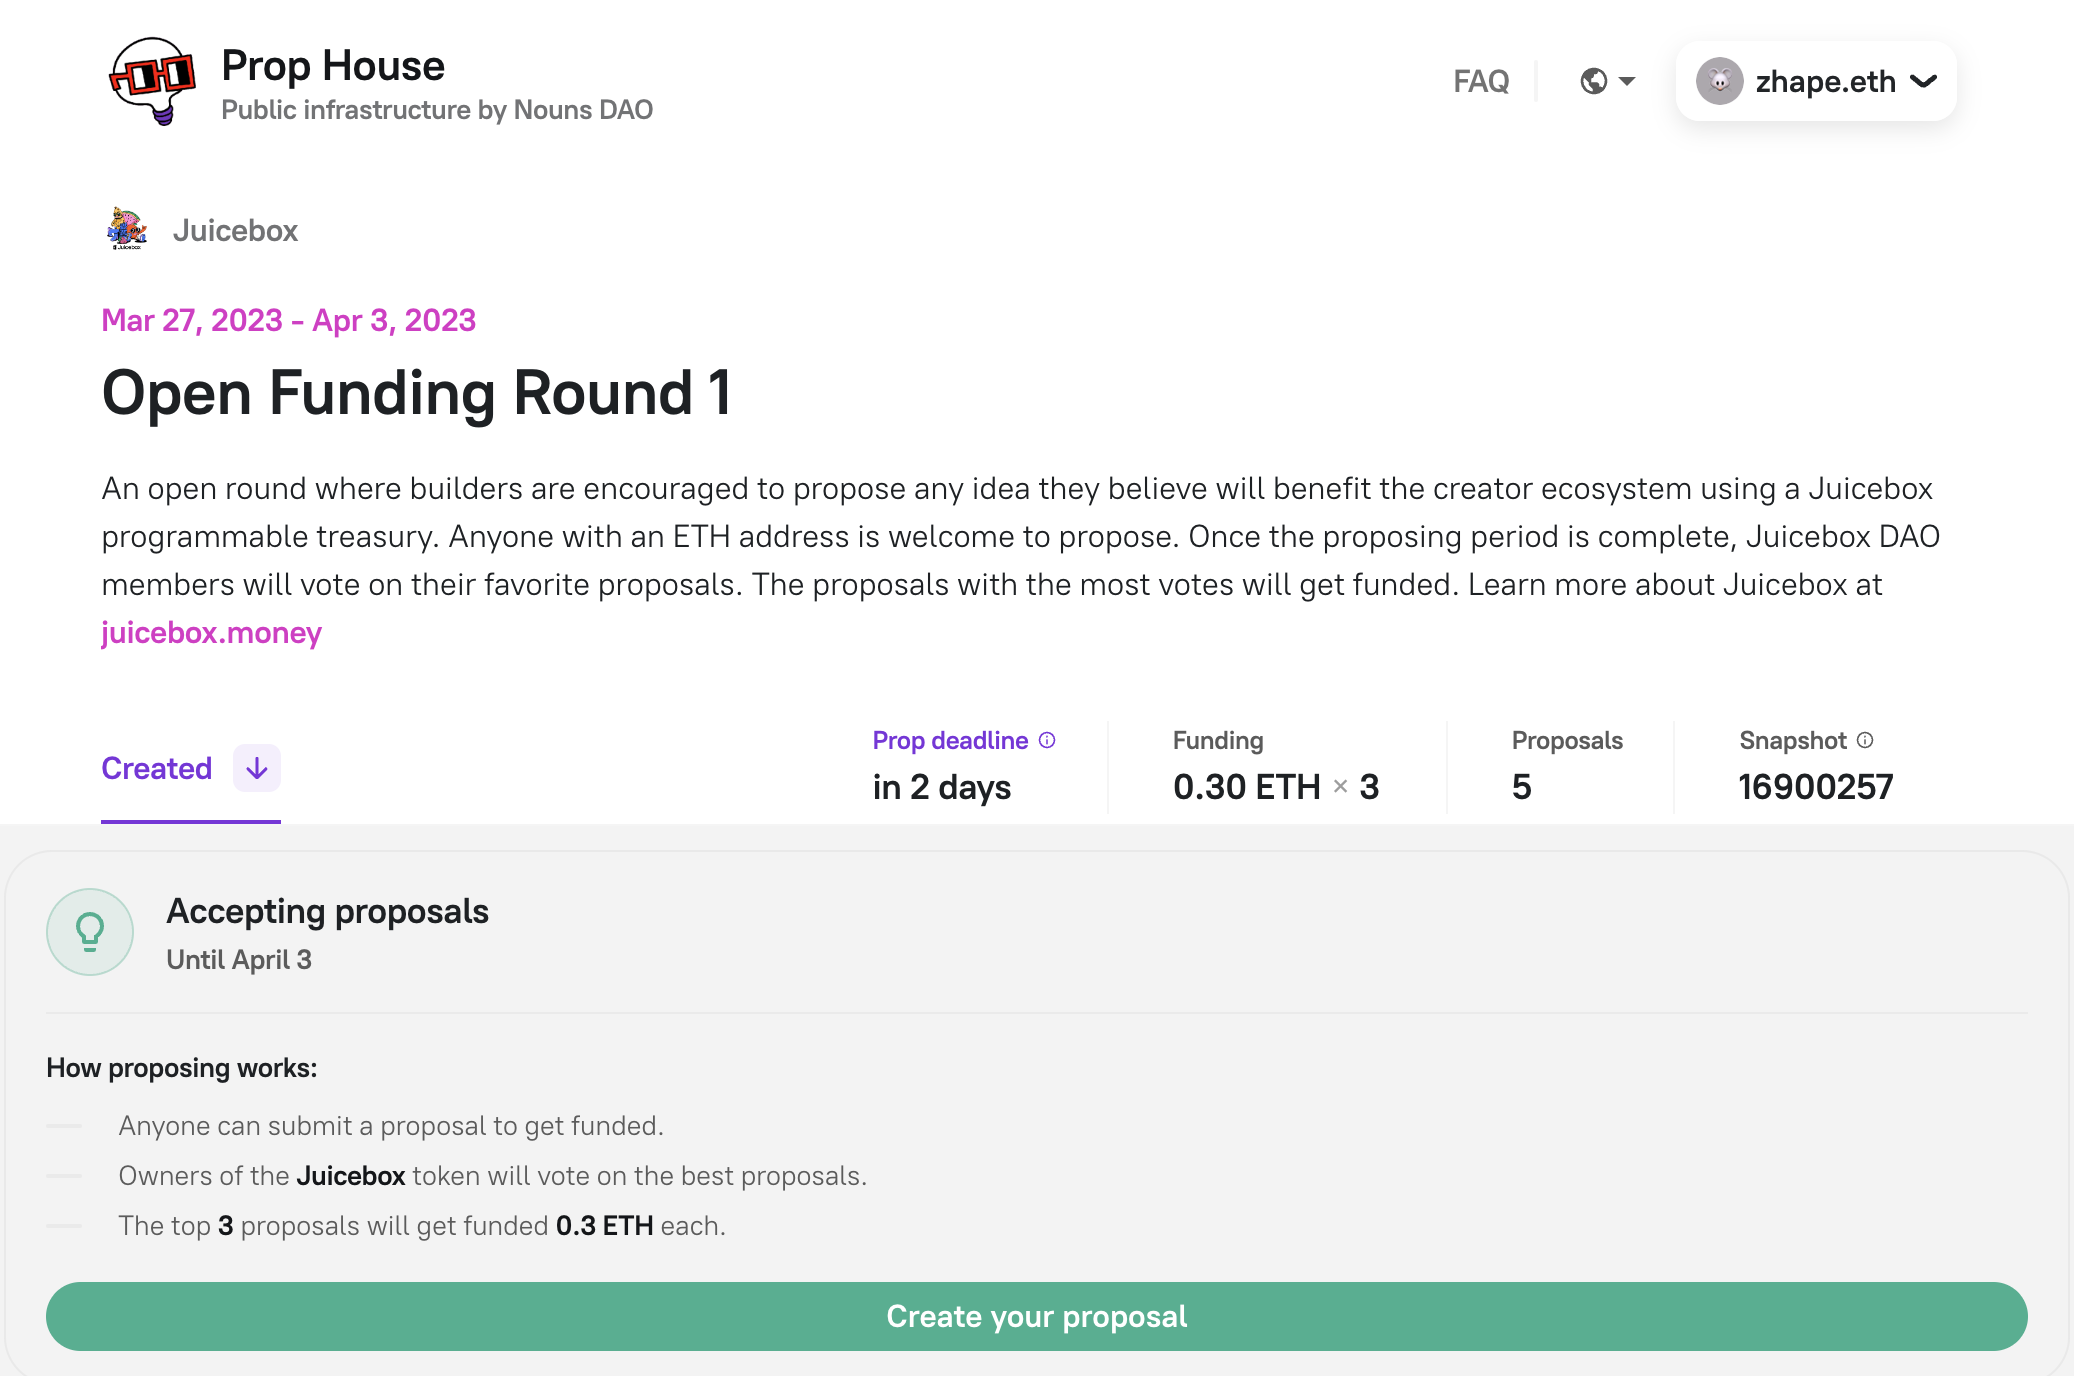 Prop House
Public infrastructure by Nouns DAO
FAQ
zhape.eth
Juicebox
Mar 27, 2023 - Apr 3, 2023
Open Funding Round 1
An open round where builders are encouraged to propose any idea they believe will benefit the creator ecosystem using a Juicebox
programmable treasury. Anyone with an ETH address is welcome to propose. Once the proposing period is complete, Juicebox DAO
members will vote on their favorite proposals. The proposals with the most votes will get funded. Learn more about Juicebox at
juicebox.money
Created
Prop deadline
in 2 days
Funding
0.30 ETH × 3
Proposals
5
Snapshot
16900257
Accepting proposals
Until April 3
How proposing works:
Anyone can submit a proposal to get funded.
Owners of the Juicebox token will vote on the best proposals.
The top 3 proposals will get funded 0.3 ETH each.
Create your proposal